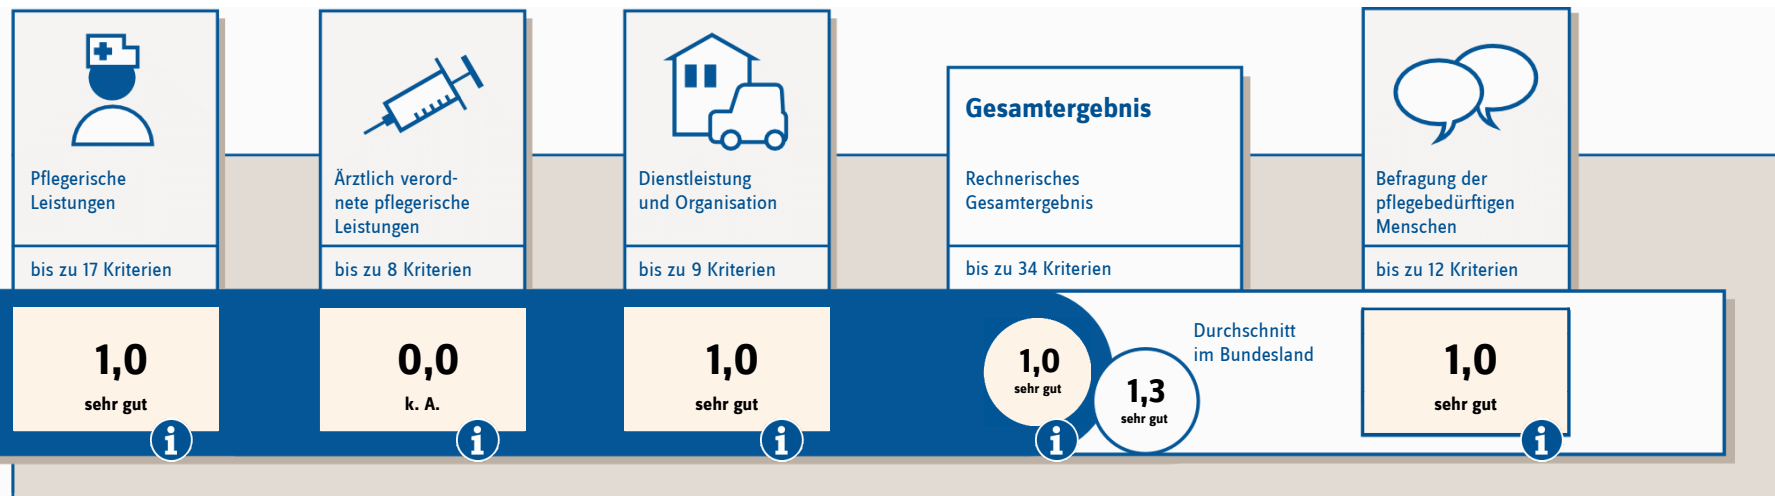 Pflegerische
Leistungen
bis zu 17 Kriterien
1,0
sehr gut
i
Ärztlich verord-
nete pflegerische
Leistungen
bis zu 8 Kriterien
0,0
k. A.
i
Dienstleistung
und Organisation
bis zu 9 Kriterien
1,0
sehr gut
i
Gesamtergebnis
Rechnerisches
Gesamtergebnis
bis zu 34 Kriterien
1,0
sehr gut
i
1,3
sehr gut
Durchschnitt
im Bundesland
Befragung der
pflegebedürftigen
Menschen
bis zu 12 Kriterien
1,0
sehr gut
i